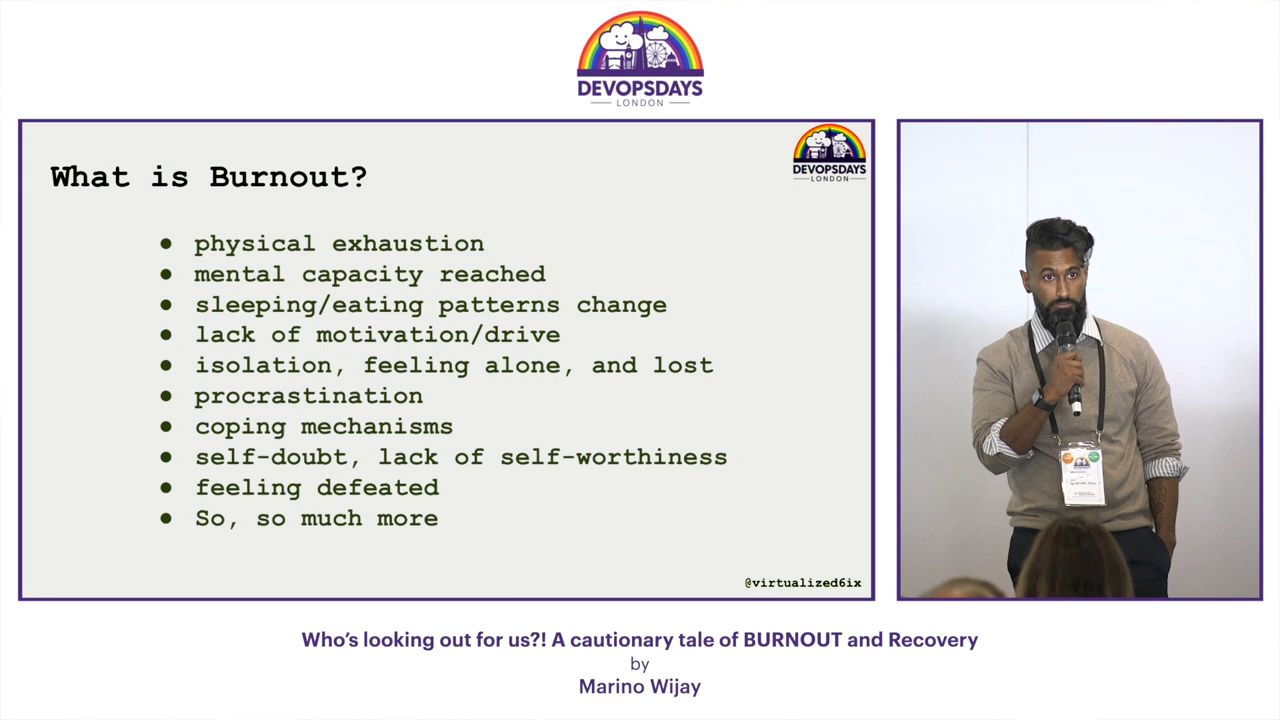 DEVOPSDAYS
LONDON
DEVOPSDAYS
LONDON
What is Burnout?
● physical exhaustion
● mental capacity reached
● sleeping/eating patterns change
● lack of motivation/drive
● isolation, feeling alone, and lost
● procrastination
● coping mechanisms
● self-doubt, lack of self-worthiness
● feeling defeated
● So, so much more
@virtualized6ix
Who's looking out for us?! A cautionary tale of BURNOUT and Recovery
by
Marino Wijay